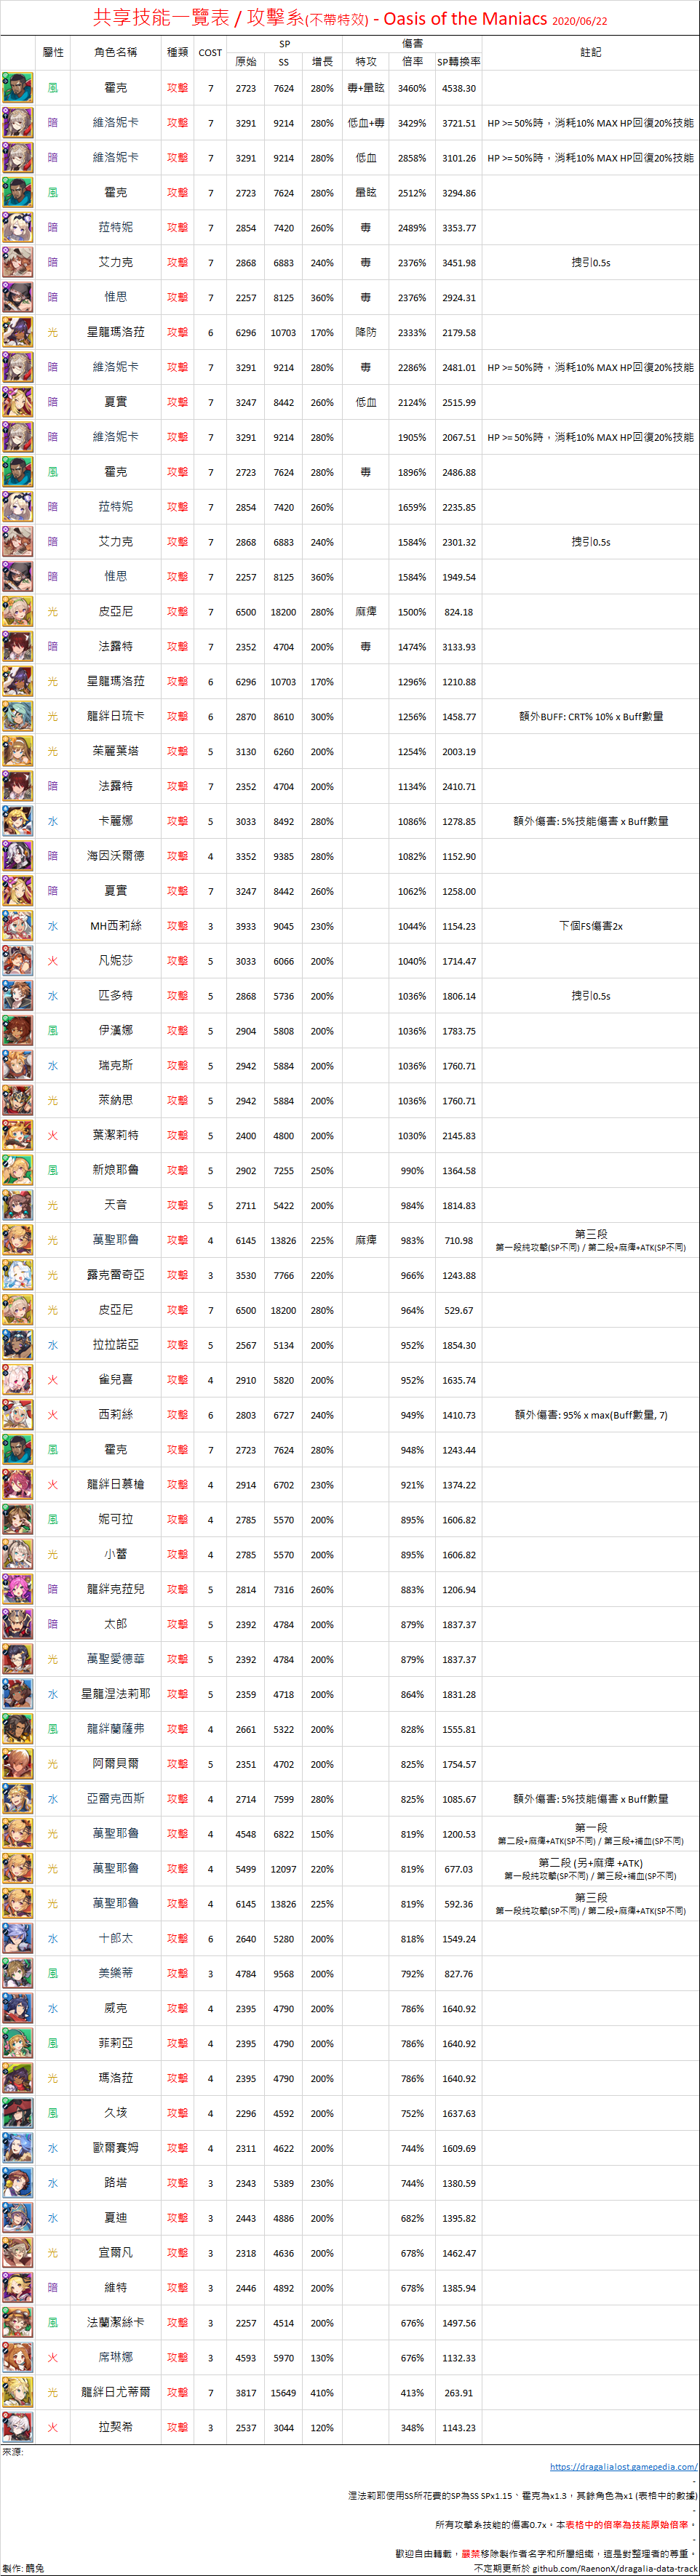 共享技能一覽表 / 攻擊系(不帶特效) - Oasis of the Maniacs 2020/06/22
屬性 角色名稱 種類 COST SP 傷害 註記
原始 SS 增長 特攻 倍率 SP轉換率
風 霍克 攻擊 7 2723 7624 280% 毒+暈眩 3460% 4538.30
暗 維洛妮卡 攻擊 7 3291 9214 280% 低血+毒 3429% 3721.51 HP >= 50%時，消耗10% MAX HP回復20%技能
暗 維洛妮卡 攻擊 7 3291 9214 280% 低血 2858% 3101.26 HP >= 50%時，消耗10% MAX HP回復20%技能
風 霍克 攻擊 7 2723 7624 280% 暈眩 2512% 3294.86
暗 菈特妮 攻擊 7 2854 7420 260% 毒 2489% 3353.77
暗 艾力克 攻擊 7 2868 6883 240% 毒 2376% 3451.98 拽引0.5s
暗 惟思 攻擊 7 2257 8125 360% 毒 2376% 2924.31
光 星龍瑪洛菈 攻擊 6 6296 10703 170% 降防 2333% 2179.58
暗 維洛妮卡 攻擊 7 3291 9214 280% 毒 2286% 2481.01 HP >= 50%時，消耗10% MAX HP回復20%技能
暗 夏實 攻擊 7 3247 8442 260% 低血 2124% 2515.99
暗 維洛妮卡 攻擊 7 3291 9214 280% 1905% 2067.51 HP >= 50%時，消耗10% MAX HP回復20%技能
風 霍克 攻擊 7 2723 7624 280% 毒 1896% 2486.88
暗 菈特妮 攻擊 7 2854 7420 260% 1659% 2235.85
暗 艾力克 攻擊 7 2868 6883 240% 1584% 2301.32 拽引0.5s
暗 惟思 攻擊 7 2257 8125 360% 1584% 1949.54
光 皮亞尼 攻擊 7 6500 18200 280% 麻痺 1500% 824.18
暗 法露特 攻擊 7 2352 4704 200% 毒 1474% 3133.93
光 星龍瑪洛菈 攻擊 6 6296 10703 170% 1296% 1210.88
光 龍絆日琉卡 攻擊 6 2870 8610 300% 1256% 1458.77 額外BUFF: CRT% 10% x Buff數量
光 茱麗葉塔 攻擊 5 3130 6260 200% 1254% 2003.19
暗 法露特 攻擊 7 2352 4704 200% 1134% 2410.71
水 卡麗娜 攻擊 5 3033 8492 280% 1086% 1278.85 額外傷害: 5%技能傷害 x Buff數量
暗 海因沃爾德 攻擊 4 3352 9385 280% 1082% 1152.90
暗 夏實 攻擊 7 3247 8442 260% 1062% 1258.00
水 MH西莉絲 攻擊 3 3933 9045 230% 1044% 1154.23 下個FS傷害2x
火 凡妮莎 攻擊 5 3033 6066 200% 1040% 1714.47
水 匹多特 攻擊 5 2868 5736 200% 1036% 1806.14 拽引0.5s
風 伊漢娜 攻擊 5 2904 5808 200% 1036% 1783.75
水 瑞克斯 攻擊 5 2942 5884 200% 1036% 1760.71
光 萊納思 攻擊 5 2942 5884 200% 1036% 1760.71
火 葉潔莉特 攻擊 5 2400 4800 200% 1030% 2145.83
風 新娘耶魯 攻擊 5 2902 7255 250% 990% 1364.58
光 天音 攻擊 5 2711 5422 200% 984% 1814.83
光 萬聖耶魯 攻擊 4 6145 13826 225% 麻痺 983% 710.98 第三段
第一段純攻擊(SP不同) / 第二段+麻痺+ATK(SP不同)
光 露克雷奇亞 攻擊 3 3530 7766 220% 966% 1243.88
光 皮亞尼 攻擊 7 6500 18200 280% 964% 529.67
水 拉拉諾亞 攻擊 5 2567 5134 200% 952% 1854.30
火 雀兒喜 攻擊 4 2910 5820 200% 952% 1635.74
火 西莉絲 攻擊 6 2803 6727 240% 949% 1410.73 額外傷害: 95% x max(Buff數量, 7)
風 霍克 攻擊 7 2723 7624 280% 948% 1243.44
火 龍絆日慕槍 攻擊 4 2914 6702 230% 921% 1374.22
風 妮可拉 攻擊 4 2785 5570 200% 895% 1606.82
光 小蕾 攻擊 4 2785 5570 200% 895% 1606.82
暗 龍絆克菈兒 攻擊 5 2814 7316 260% 883% 1206.94
暗 太郎 攻擊 5 2392 4784 200% 879% 1837.37
光 萬聖愛德華 攻擊 5 2392 4784 200% 879% 1837.37
水 星龍涅法莉耶 攻擊 5 2359 4718 200% 864% 1831.28
風 龍絆蘭薩弗 攻擊 4 2661 5322 200% 828% 1555.81
光 阿爾貝爾 攻擊 5 2351 4702 200% 825% 1754.57
水 亞雷克西斯 攻擊 4 2714 7599 280% 825% 1085.67 額外傷害: 5%技能傷害 x Buff數量
光 萬聖耶魯 攻擊 4 4548 6822 150% 819% 1200.53 第一段
第二段+麻痺+ATK(SP不同) / 第三段+補血(SP不同)
光 萬聖耶魯 攻擊 4 5499 12097 220% 819% 677.03 第二段 (另+麻痺 +ATK)
第一段純攻擊(SP不同) / 第三段+補血(SP不同)
光 萬聖耶魯 攻擊 4 6145 13826 225% 819% 592.36 第三段
第一段純攻擊(SP不同) / 第二段+麻痺+ATK(SP不同)
水 十郎太 攻擊 6 2640 5280 200% 818% 1549.24
風 美樂蒂 攻擊 3 4784 9568 200% 792% 827.76
水 威克 攻擊 4 2395 4790 200% 786% 1640.92
風 菲莉亞 攻擊 4 2395 4790 200% 786% 1640.92
光 瑪洛菈 攻擊 4 2395 4790 200% 786% 1640.92
風 久垓 攻擊 4 2296 4592 200% 752% 1637.63
水 歐爾賽姆 攻擊 4 2311 4622 200% 744% 1609.69
水 路塔 攻擊 3 2343 5389 230% 744% 1380.59
水 夏迪 攻擊 3 2443 4886 200% 682% 1395.82
光 宜爾凡 攻擊 3 2318 4636 200% 678% 1462.47
暗 維特 攻擊 3 2446 4892 200% 678% 1385.94
風 法蘭潔絲卡 攻擊 3 2257 4514 200% 676% 1497.56
火 席琳娜 攻擊 3 4593 5970 130% 676% 1132.33
光 龍絆日尤蒂爾 攻擊 7 3817 15649 410% 413% 263.91
火 拉契希 攻擊 3 2537 3044 120% 348% 1143.23
來源:
https://dragalialost.gamepedia.com/
-
涅法莉耶使用SS所花費的SP為SS SPx1.15、霍克為x1.3，其餘角色為x1 (表格中的數據)
-
所有攻擊系技能的傷害0.7x。本表格中的倍率為技能原始倍率。
-
歡迎自由轉載，嚴禁移除製作者名字和所屬組織，這是對整理者的尊重。
製作: 醣兔 不定期更新於 github.com/RaenonX/dragalia-data-track